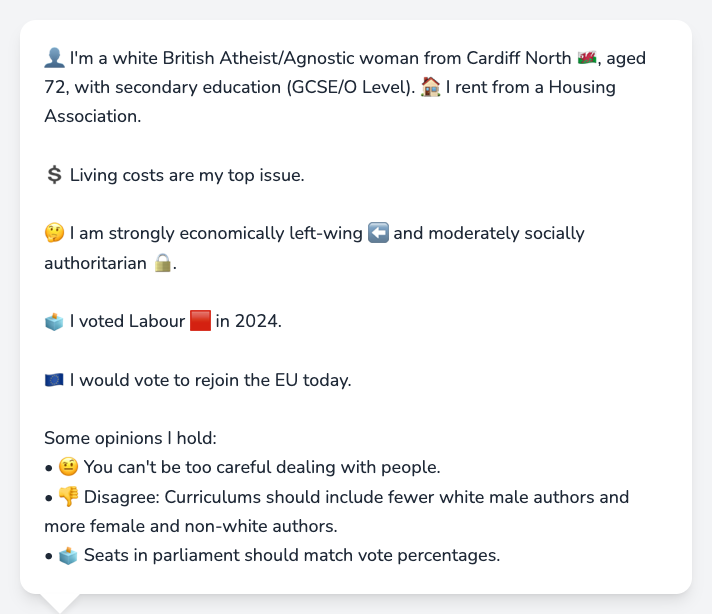 👤 I'm a white British Atheist/Agnostic woman from Cardiff North 🏴󠁧󠁢󠁷󠁬󠁳󠁿, aged
72, with secondary education (GCSE/O Level). 🏠 I rent from a Housing
Association.
💲 Living costs are my top issue.
🤔 I am strongly economically left-wing ⬅️ and moderately socially
authoritarian 🔒.
🗳️ I voted Labour 🟥 in 2024.
🇪🇺 I would vote to rejoin the EU today.
Some opinions I hold:
• 🤨 You can't be too careful dealing with people.
• 👎 Disagree: Curriculums should include fewer white male authors and
more female and non-white authors.
• 🗳️ Seats in parliament should match vote percentages.